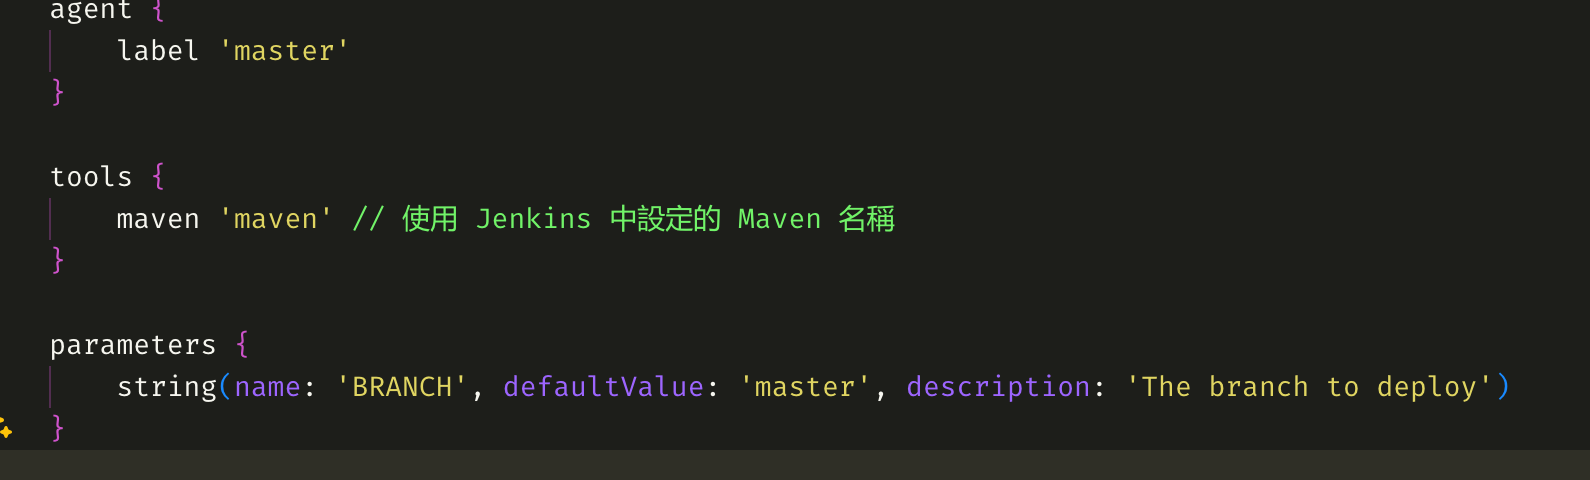 agent {
    label 'master'
}
tools {
    maven 'maven' // 使用 Jenkins 中設定的 Maven 名稱
}
parameters {
    string(name: 'BRANCH', defaultValue: 'master', description: 'The branch to deploy')
}